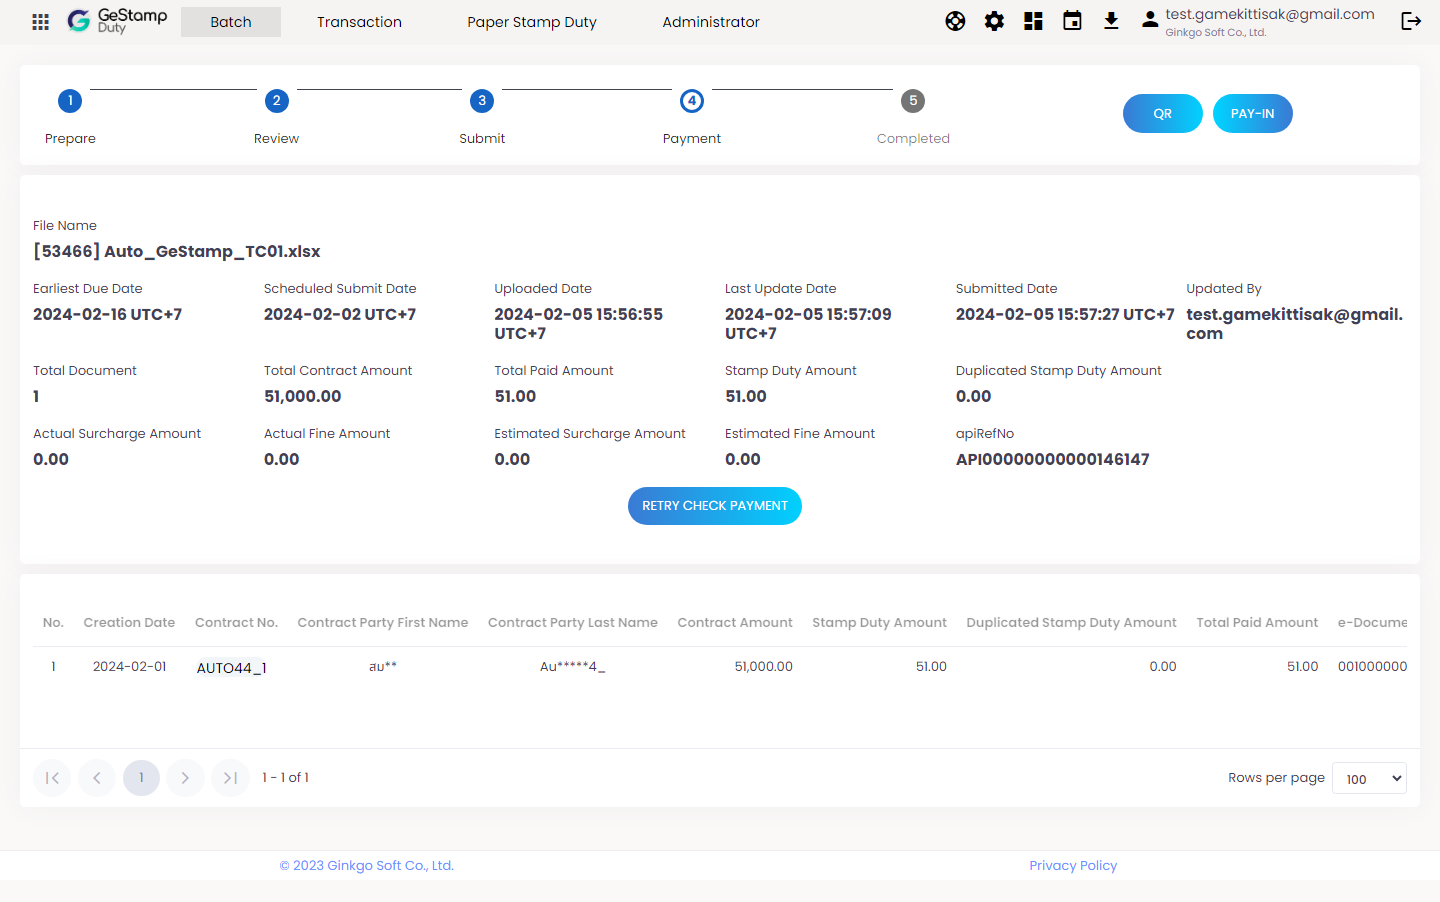 GeStamp
Duty
Batch
Transaction
Paper Stamp Duty
Administrator
test.gamekittisak@gmail.com
Ginkgo Soft Co., Ltd.
1
2
3
4
5
Prepare
Review
Submit
Payment
Completed
QR
PAY-IN
File Name
[53466] Auto_GeStamp_TC01.xlsx
Earliest Due Date
2024-02-16 UTC+7
Scheduled Submit Date
2024-02-02 UTC+7
Uploaded Date
2024-02-05 15:56:55
UTC+7
Last Update Date
2024-02-05 15:57:09
UTC+7
Submitted Date
2024-02-05 15:57:27 UTC+7
Updated By
test.gamekittisak@gmail.
com
Total Document
1
Total Contract Amount
51,000.00
Total Paid Amount
51.00
Stamp Duty Amount
51.00
Duplicated Stamp Duty Amount
0.00
Actual Surcharge Amount
0.00
Actual Fine Amount
0.00
Estimated Surcharge Amount
0.00
Estimated Fine Amount
0.00
apiRefNo
API00000000000146147
RETRY CHECK PAYMENT
No. Creation Date Contract No. Contract Party First Name Contract Party Last Name Contract Amount Stamp Duty Amount Duplicated Stamp Duty Amount Total Paid Amount e-Docume
1 2024-02-01 AUTO44_1 สม** Au*****4_ 51,000.00 51.00 0.00 51.00 001000000
1
1 - 1 of 1
Rows per page 100
© 2023 Ginkgo Soft Co., Ltd.
Privacy Policy